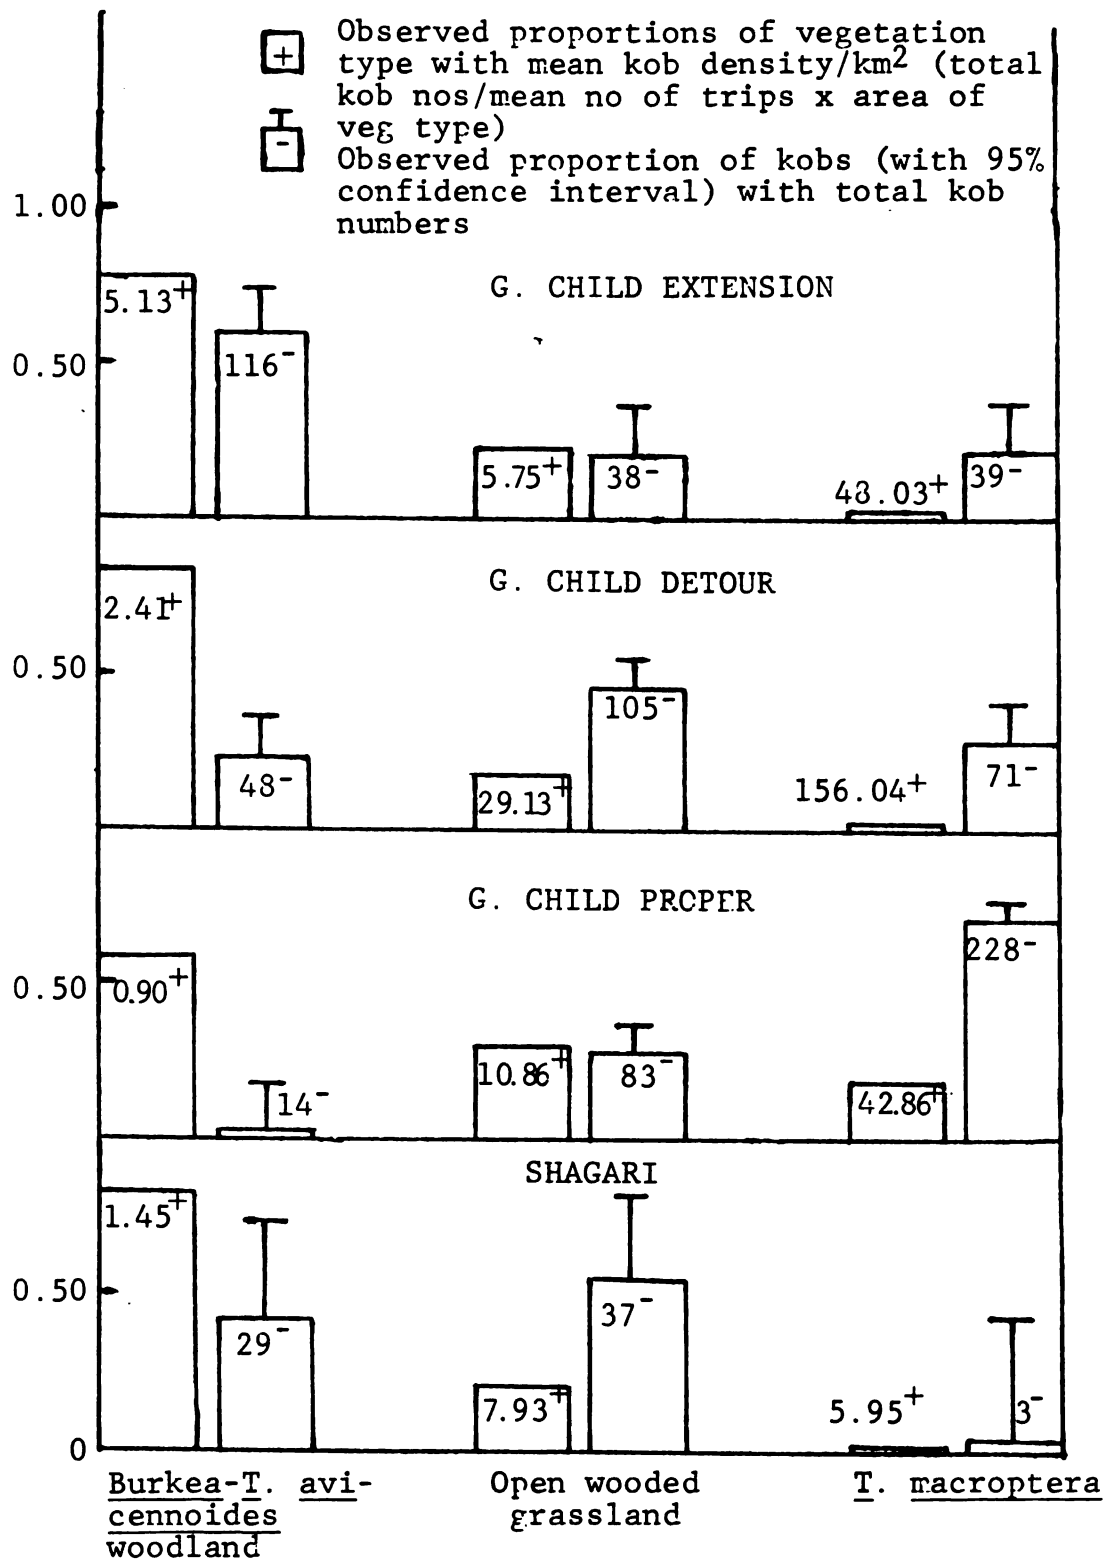 + Observed proportions of vegetation
type with mean kob density/km² (total
kob nos/mean no of trips x area of
veg type)
- Observed proportion of kobs (with 95%
confidence interval) with total kob
numbers
1.00
G. CHILD EXTENSION
5.13+
0.50
116-
5.75+ 38- 48.03+ 39-
G. CHILD DETOUR
2.41+
0.50
105-
48- 29.13+ 156.04+ 71-
G. CHILD PROPER
228-
0.50
0.90+
14- 10.86+ 83- 42.86+
SHAGARI
1.45+
0.50
29- 37-
7.93+ 5.95+ 3-
0
Burkea-T. avi- Open wooded T. macroptera
cennoides grassland
woodland